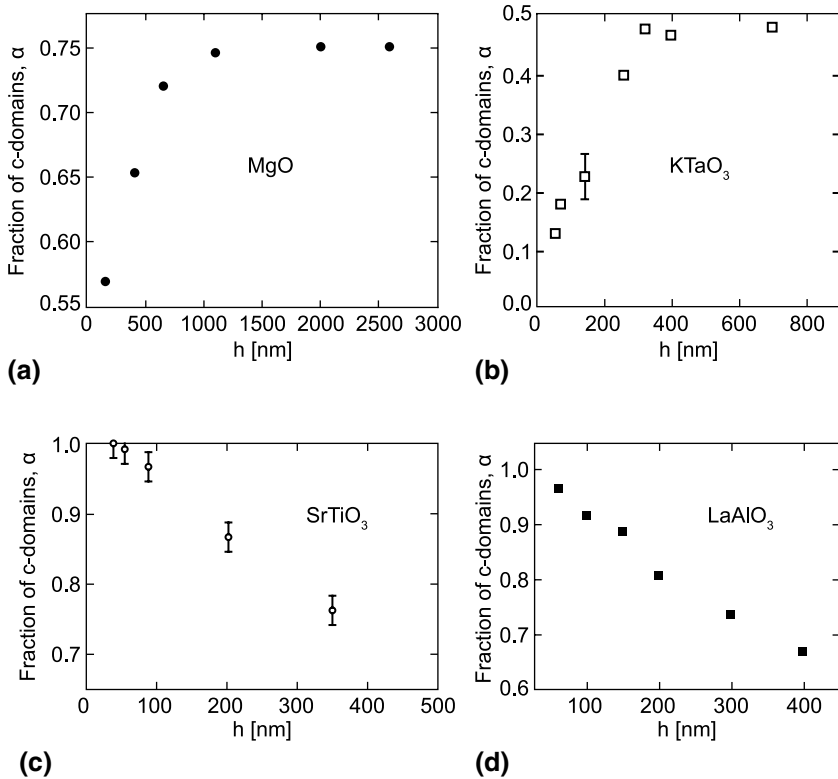 Fraction of c-domains, α
0.75
0.70
0.65
0.60
0.55
MgO
0 500 1000 1500 2000 2500 3000
h [nm]
(a)
Fraction of c-domains, α
0.5
0.4
0.3
0.2
0.1
0.0
KTaO₃
0 200 400 600 800
h [nm]
(b)
Fraction of c-domains, α
1.0
0.9
0.8
0.7
SrTiO₃
0 100 200 300 400 500
h [nm]
(c)
Fraction of c-domains, α
1.0
0.9
0.8
0.7
0.6
LaAlO₃
100 200 300 400
h [nm]
(d)